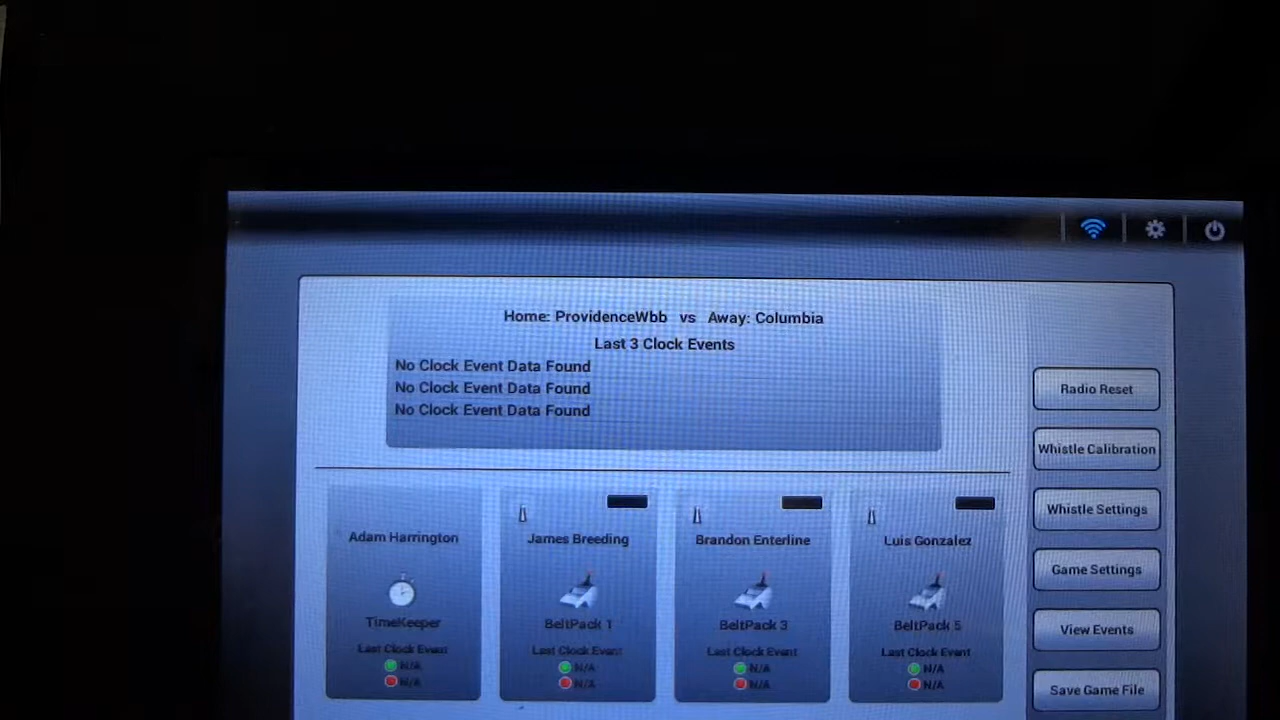 Home: ProvidenceWbb vs Away: Columbia
Last 3 Clock Events
No Clock Event Data Found
No Clock Event Data Found
No Clock Event Data Found
Radio Reset
Whistle Calibration
Whistle Settings
Game Settings
View Events
Save Game File
Adam Harrington
TimeKeeper
Last Clock Event
N/A
N/A
James Breeding
BeltPack 1
Last Clock Event
N/A
N/A
Brandon Enterline
BeltPack 3
Last Clock Event
N/A
N/A
Luis Gonzalez
BeltPack 5
Last Clock Event
N/A
N/A